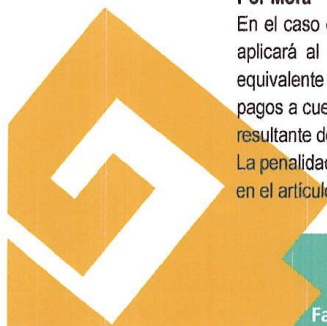 Por Mora
En el caso
aplicará al
equivalente
pagos a cue
resultante d
La penalidad
en el artículo
Fa